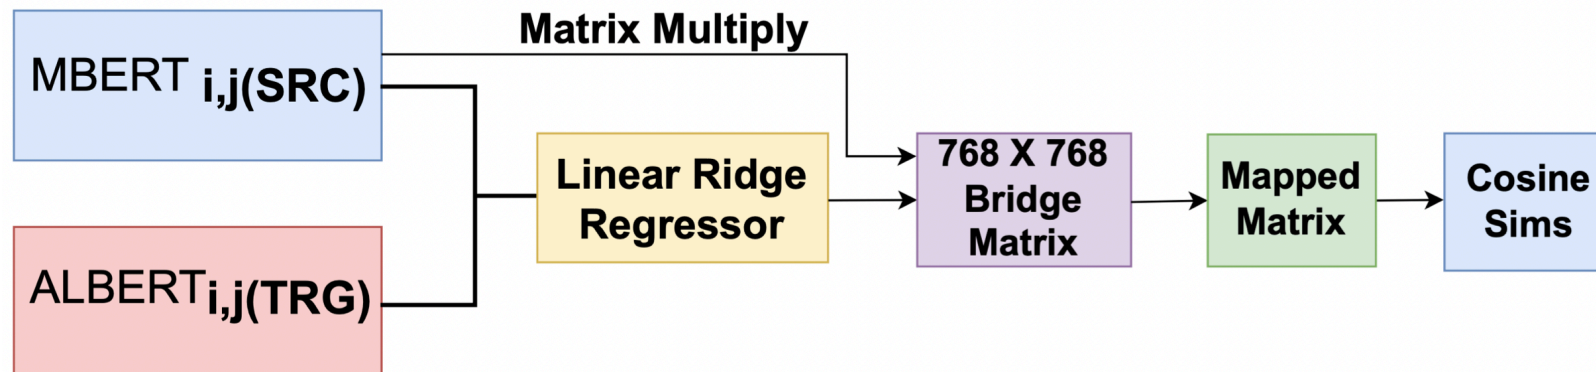 Matrix Multiply
MBERT i,j(SRC)
ALBERTi,j(TRG)
Linear Ridge
Regressor
768 X 768
Bridge
Matrix
Mapped
Matrix
Cosine
Sims